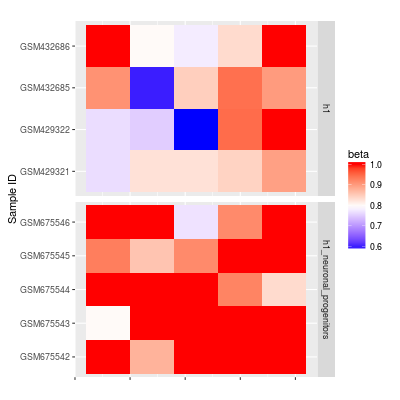 GSM432686
GSM432685
GSM429322
GSM429321
h1
GSM675546
GSM675545
GSM675544
GSM675543
GSM675542
h1_neuronal_progenitors
Sample ID
beta
1.0
0.9
0.8
0.7
0.6